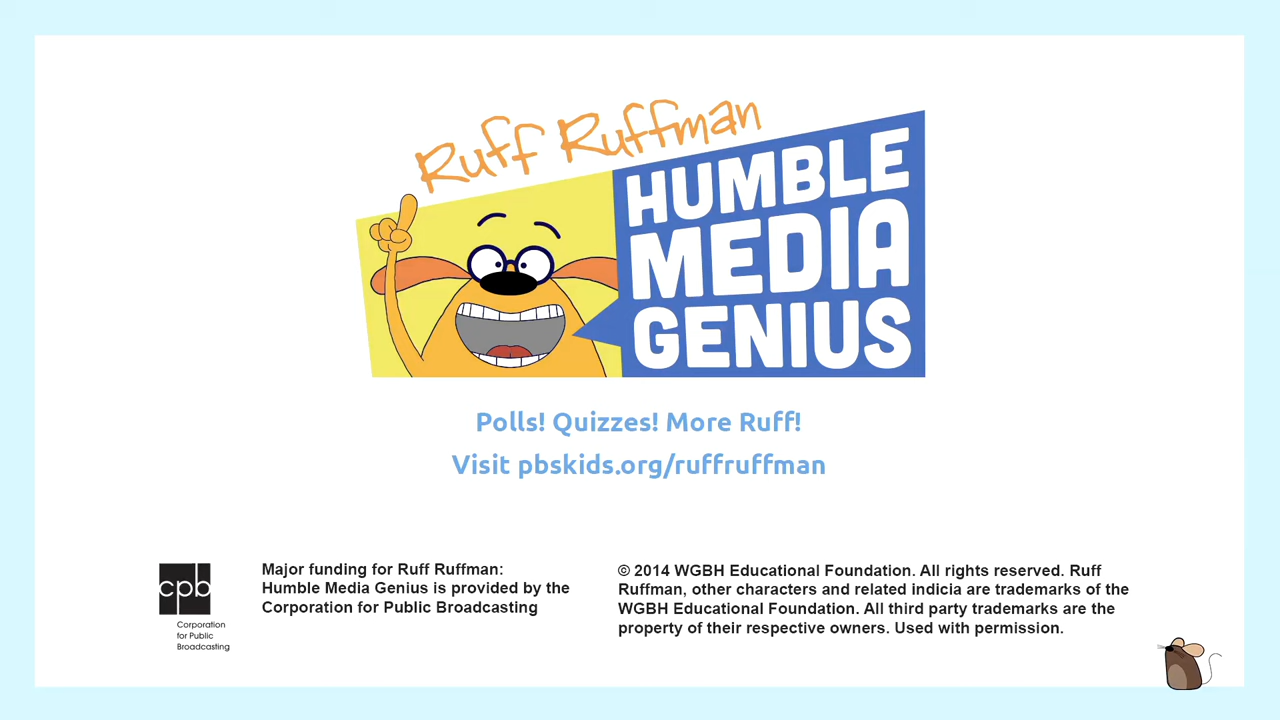 Ruff Ruffman
HUMBLE
MEDIA
GENIUS
Polls! Quizzes! More Ruff!
Visit pbskids.org/ruffruffman
cpb
Corporation
for Public
Broadcasting
Major funding for Ruff Ruffman:
Humble Media Genius is provided by the
Corporation for Public Broadcasting
© 2014 WGBH Educational Foundation. All rights reserved. Ruff
Ruffman, other characters and related indicia are trademarks of the
WGBH Educational Foundation. All third party trademarks are the
property of their respective owners. Used with permission.